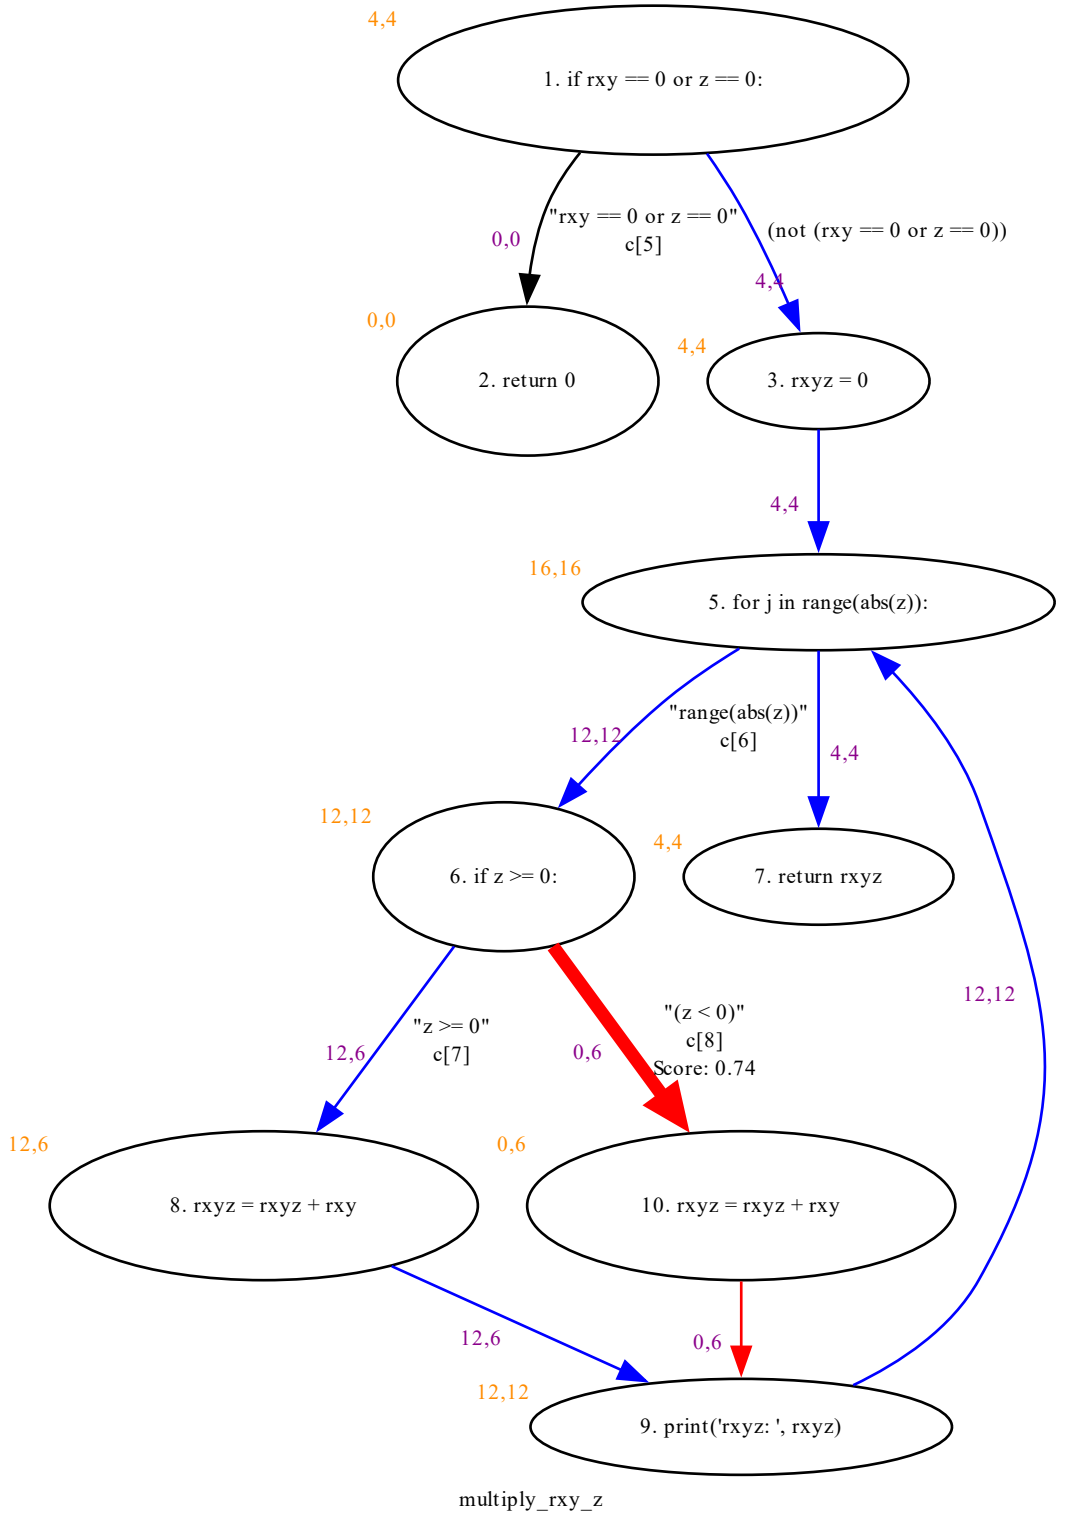 4,4
1. if rxy == 0 or z == 0:
"rxy == 0 or z == 0"
c[5]
0,0
(not (rxy == 0 or z == 0))
4,4
0,0
2. return 0
4,4
3. rxyz = 0
4,4
16,16
5. for j in range(abs(z)):
"range(abs(z))"
c[6]
12,12
4,4
12,12
6. if z >= 0:
4,4
7. return rxyz
12,12
"z >= 0"
c[7]
12,6
"(z < 0)"
c[8]
Score: 0.74
0,6
12,6
8. rxyz = rxyz + rxy
0,6
10. rxyz = rxyz + rxy
12,6
0,6
12,12
9. print('rxyz: ', rxyz)
multiply_rxy_z